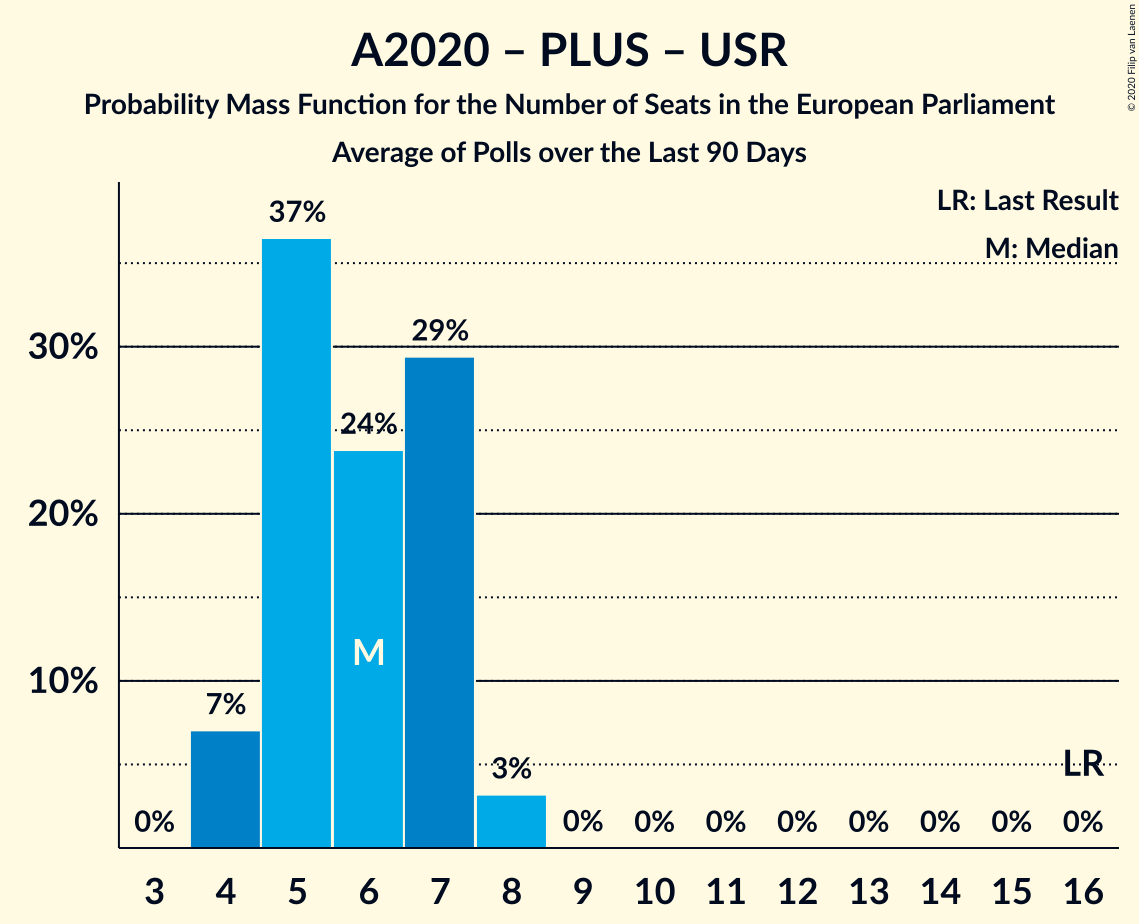 A2020 – PLUS – USR
Probability Mass Function for the Number of Seats in the European Parliament
Average of Polls over the Last 90 Days
© 2020 Filip van Laenen
LR: Last Result
M: Median
30%
20%
10%
0%
7%
37%
24%
29%
3%
0%
0%
0%
0%
0%
0%
0%
0%
M
LR
3 4 5 6 7 8 9 10 11 12 13 14 15 16